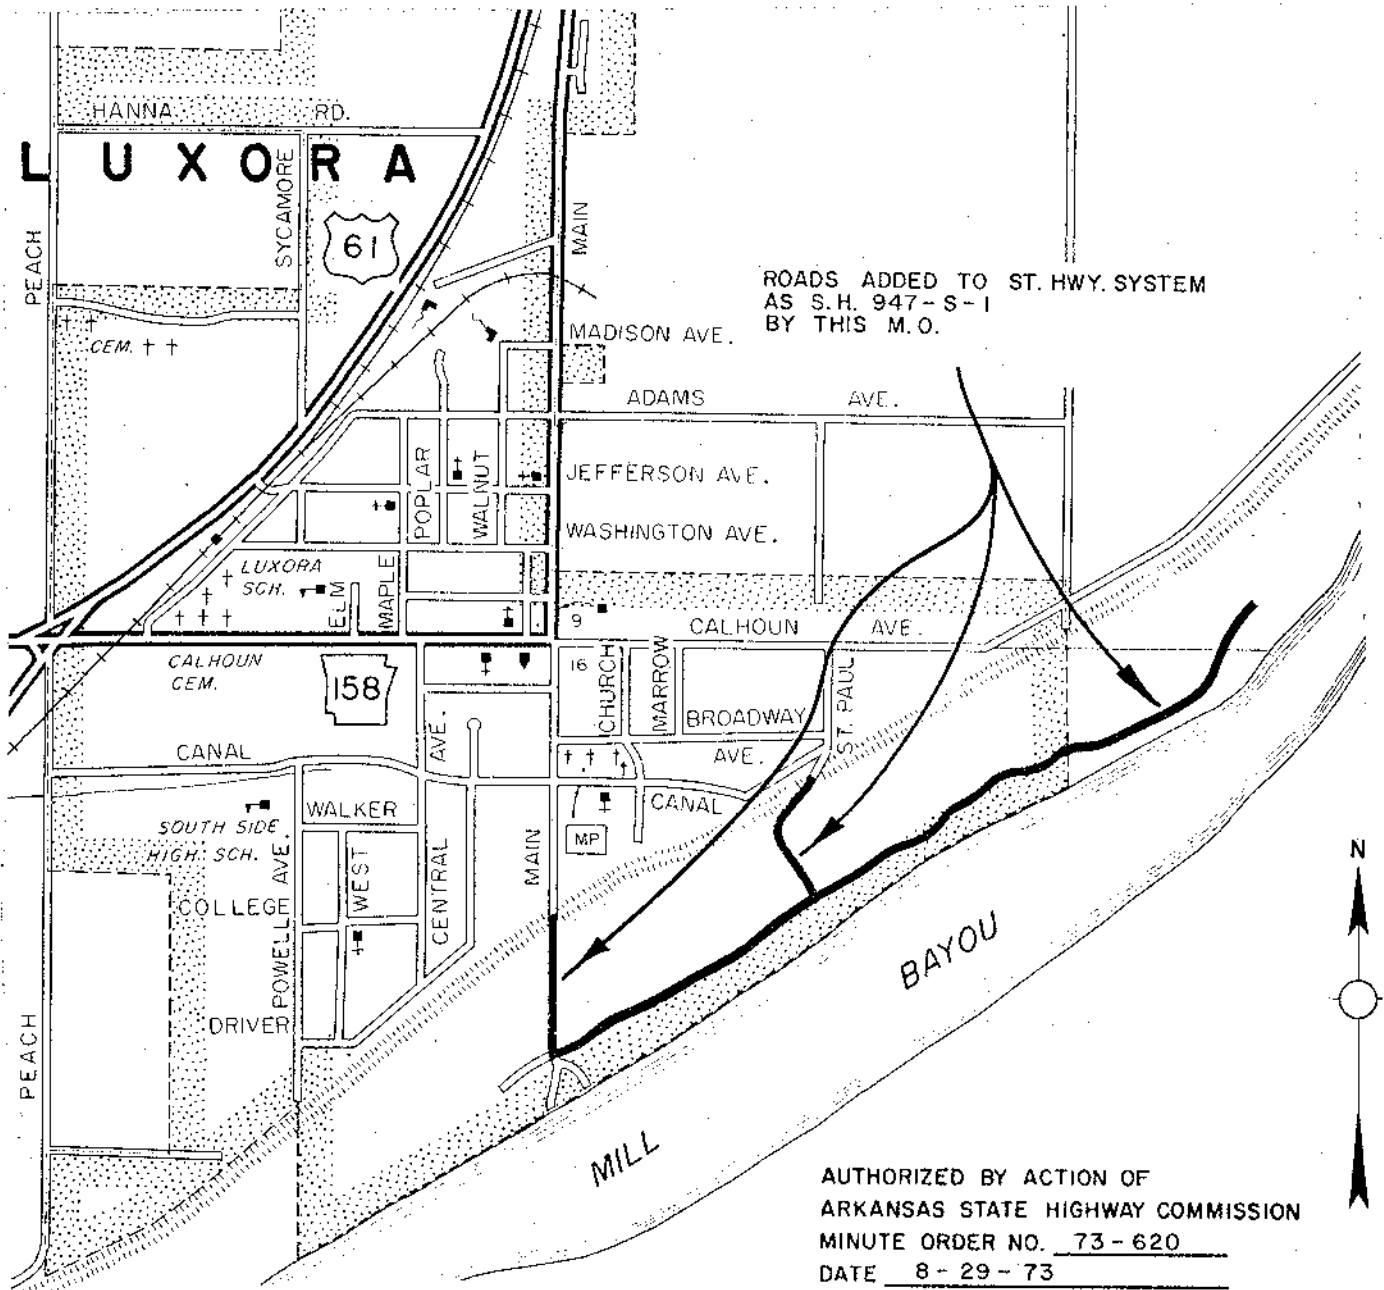 HANNA RD.
LUXORA
SYCAMORE
61
PEACH
MAIN
ROADS ADDED TO ST. HWY. SYSTEM
AS S.H. 947-S-1
BY THIS M.O.
CEM.
MADISON AVE.
ADAMS AVE.
POPLAR
WALNUT
JEFFERSON AVE.
WASHINGTON AVE.
LUXORA
SCH.
ELM
MAPLE
9
CALHOUN AVE.
CALHOUN
CEM.
158
16
CHURCH
MARROW
ST. PAUL
BROADWAY
AVE.
CANAL
AVE.
CANAL
WALKER
SOUTH SIDE
HIGH. SCH.
MP
MAIN
N
WEST
CENTRAL
COLLEGE
POWELL AVE.
BAYOU
DRIVER
PEACH
MILL
AUTHORIZED BY ACTION OF
ARKANSAS STATE HIGHWAY COMMISSION
MINUTE ORDER NO. 73-620
DATE 8-29-73